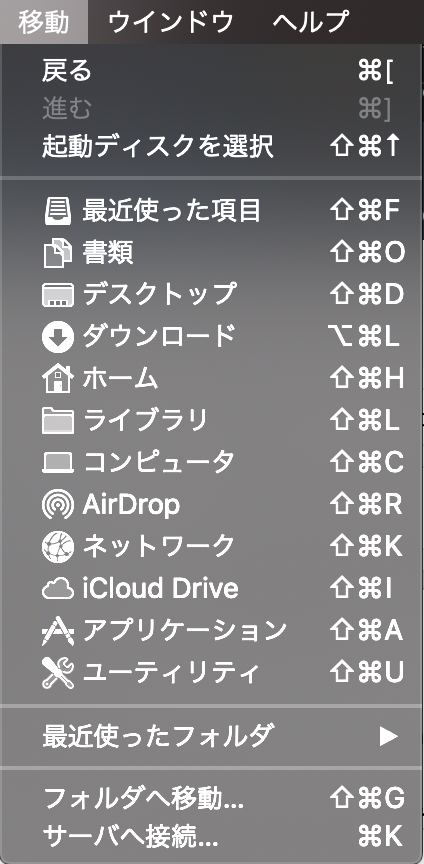 移動 ウインドウ ヘルプ
戻る ⌘[
進む ⌘]
起動ディスクを選択 ⇧⌘↑
最近使った項目 ⇧⌘F
書類 ⇧⌘O
デスクトップ ⇧⌘D
ダウンロード ⌥⌘L
ホーム ⇧⌘H
ライブラリ ⇧⌘L
コンピュータ ⇧⌘C
AirDrop ⇧⌘R
ネットワーク ⇧⌘K
iCloud Drive ⇧⌘I
アプリケーション ⇧⌘A
ユーティリティ ⇧⌘U
最近使ったフォルダ ▶
フォルダへ移動... ⇧⌘G
サーバへ接続... ⌘K